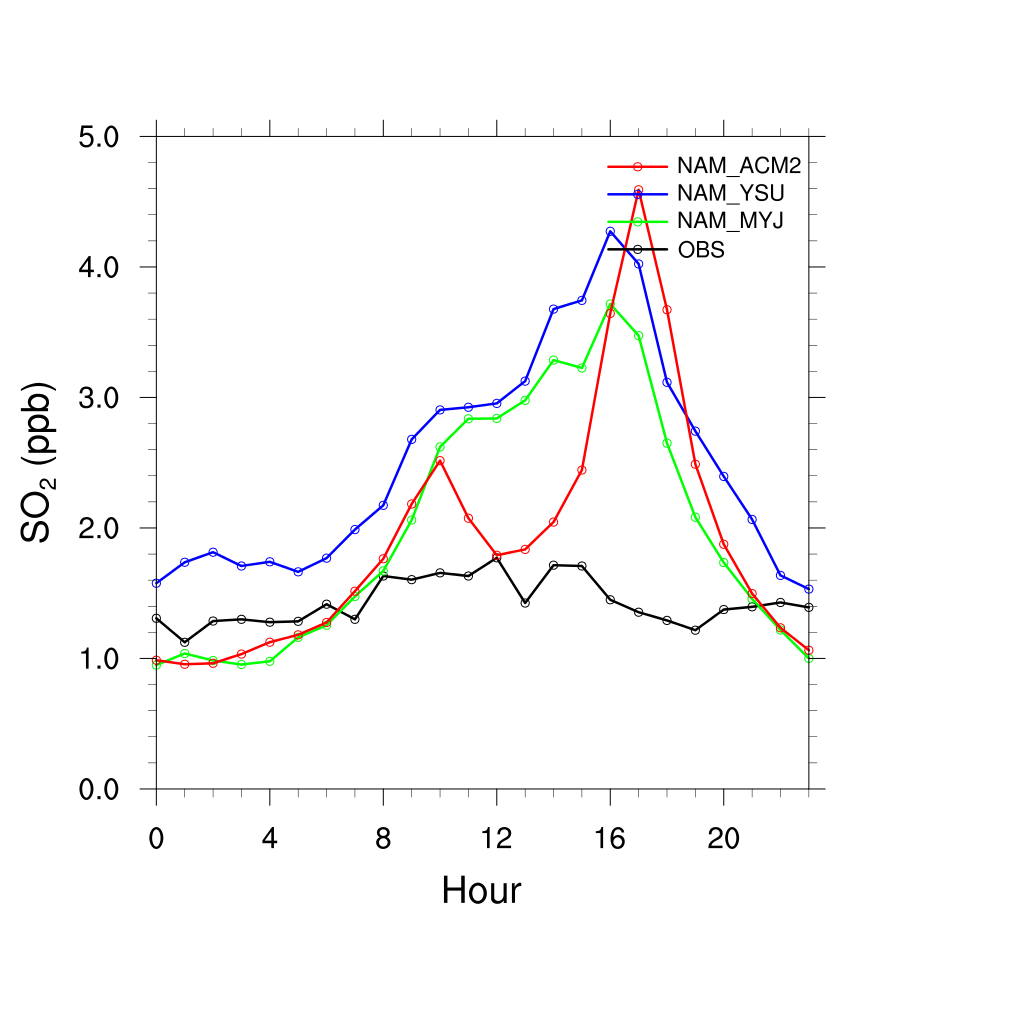 5.0
4.0
3.0
2.0
1.0
0.0
SO2 (ppb)
NAM_ACM2
NAM_YSU
NAM_MYJ
OBS
0 4 8 12 16 20
Hour